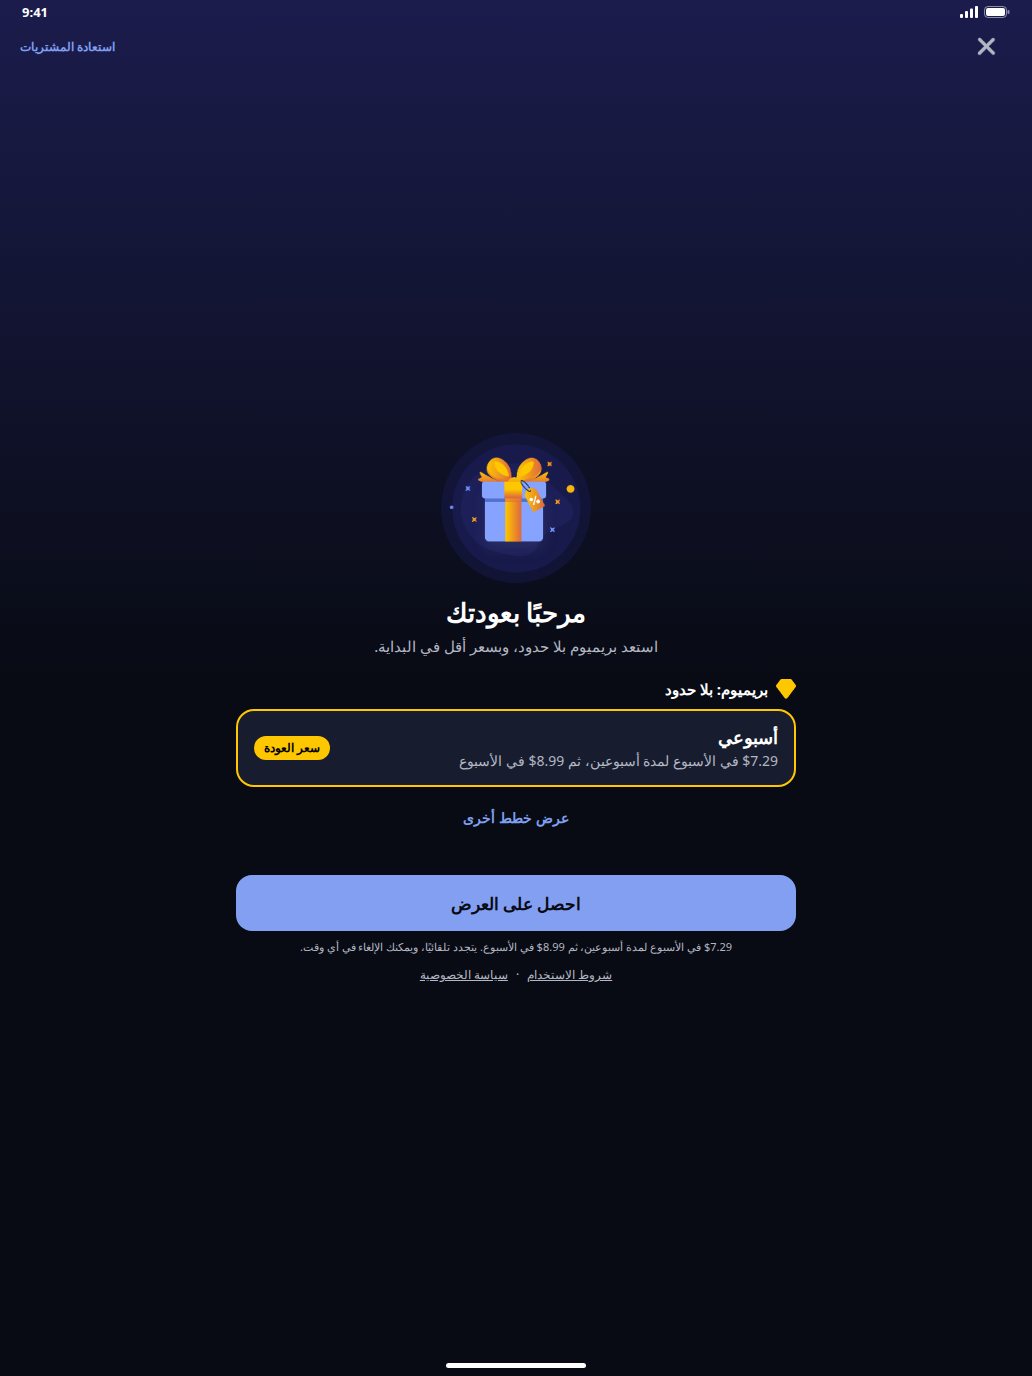 9:41
استعادة المشتريات
%
مرحبًا بعودتك
استعد بريميوم بلا حدود، وبسعر أقل في البداية.
بريميوم: بلا حدود
أسبوعي
7.29$ في الأسبوع لمدة أسبوعين، ثم 8.99$ في الأسبوع
سعر العودة
عرض خطط أخرى
احصل على العرض
7.29$ في الأسبوع لمدة أسبوعين، ثم 8.99$ في الأسبوع. يتجدد تلقائيًا، ويمكنك الإلغاء في أي وقت.
شروط الاستخدام · سياسة الخصوصية